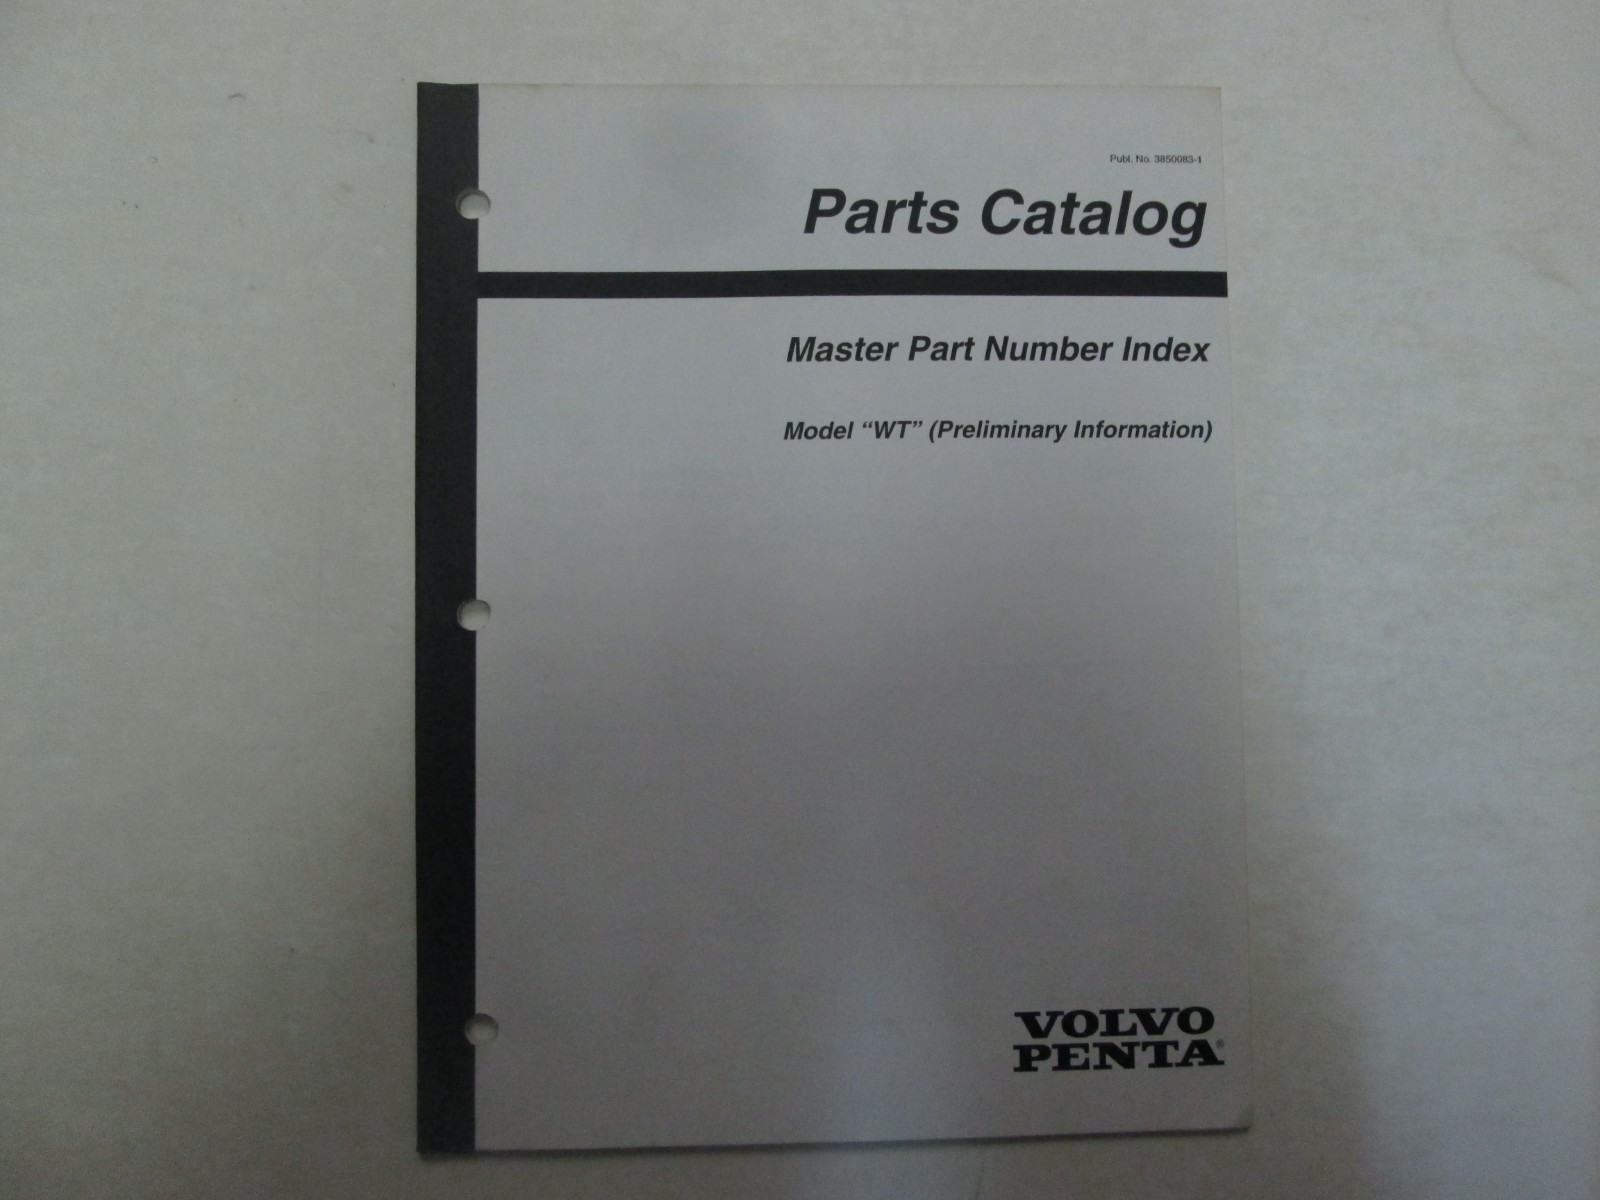 Publ. No. 3850083-1
Parts Catalog
Master Part Number Index
Model “WT” (Preliminary Information)
VOLVO
PENTA®